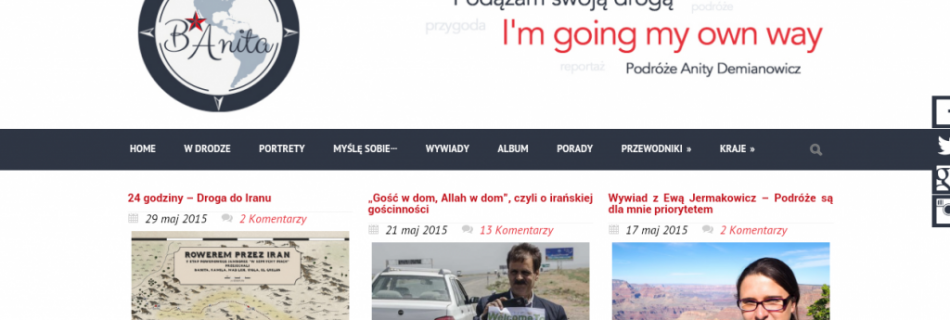 Podążam swoją drogą
podróże
przygoda
I'm going my own way
reportaż
Podróże Anity Demianowicz
BAnita
HOME W DRODZE PORTRETY MYŚLĘ SOBIE— WYWIADY ALBUM PORADY PRZEWODNIKI » KRAJE »
24 godziny – Droga do Iranu
29 maj 2015 2 Komentarzy
ROWEREM PRZEZ IRAN
„Gość w dom, Allah w dom", czyli o irańskiej
gościnności
21 maj 2015 13 Komentarzy
Welcome To
Wywiad z Ewą Jermakowicz – Podróże są
dla mnie priorytetem
17 maj 2015 2 Komentarzy